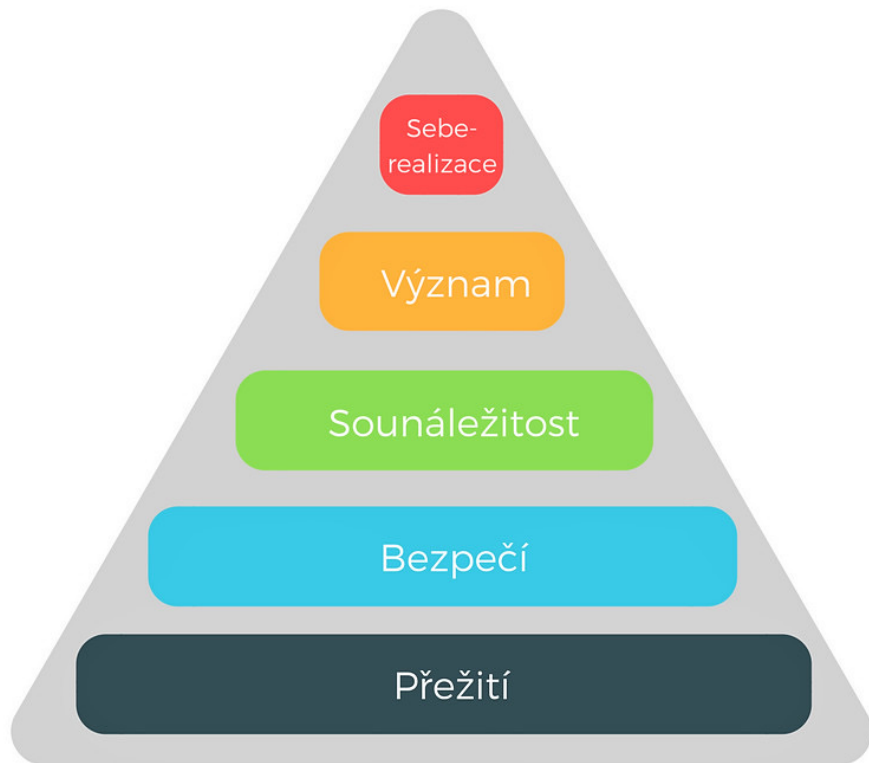 Sebe-
realizace
Význam
Sounáležitost
Bezpečí
Přežití